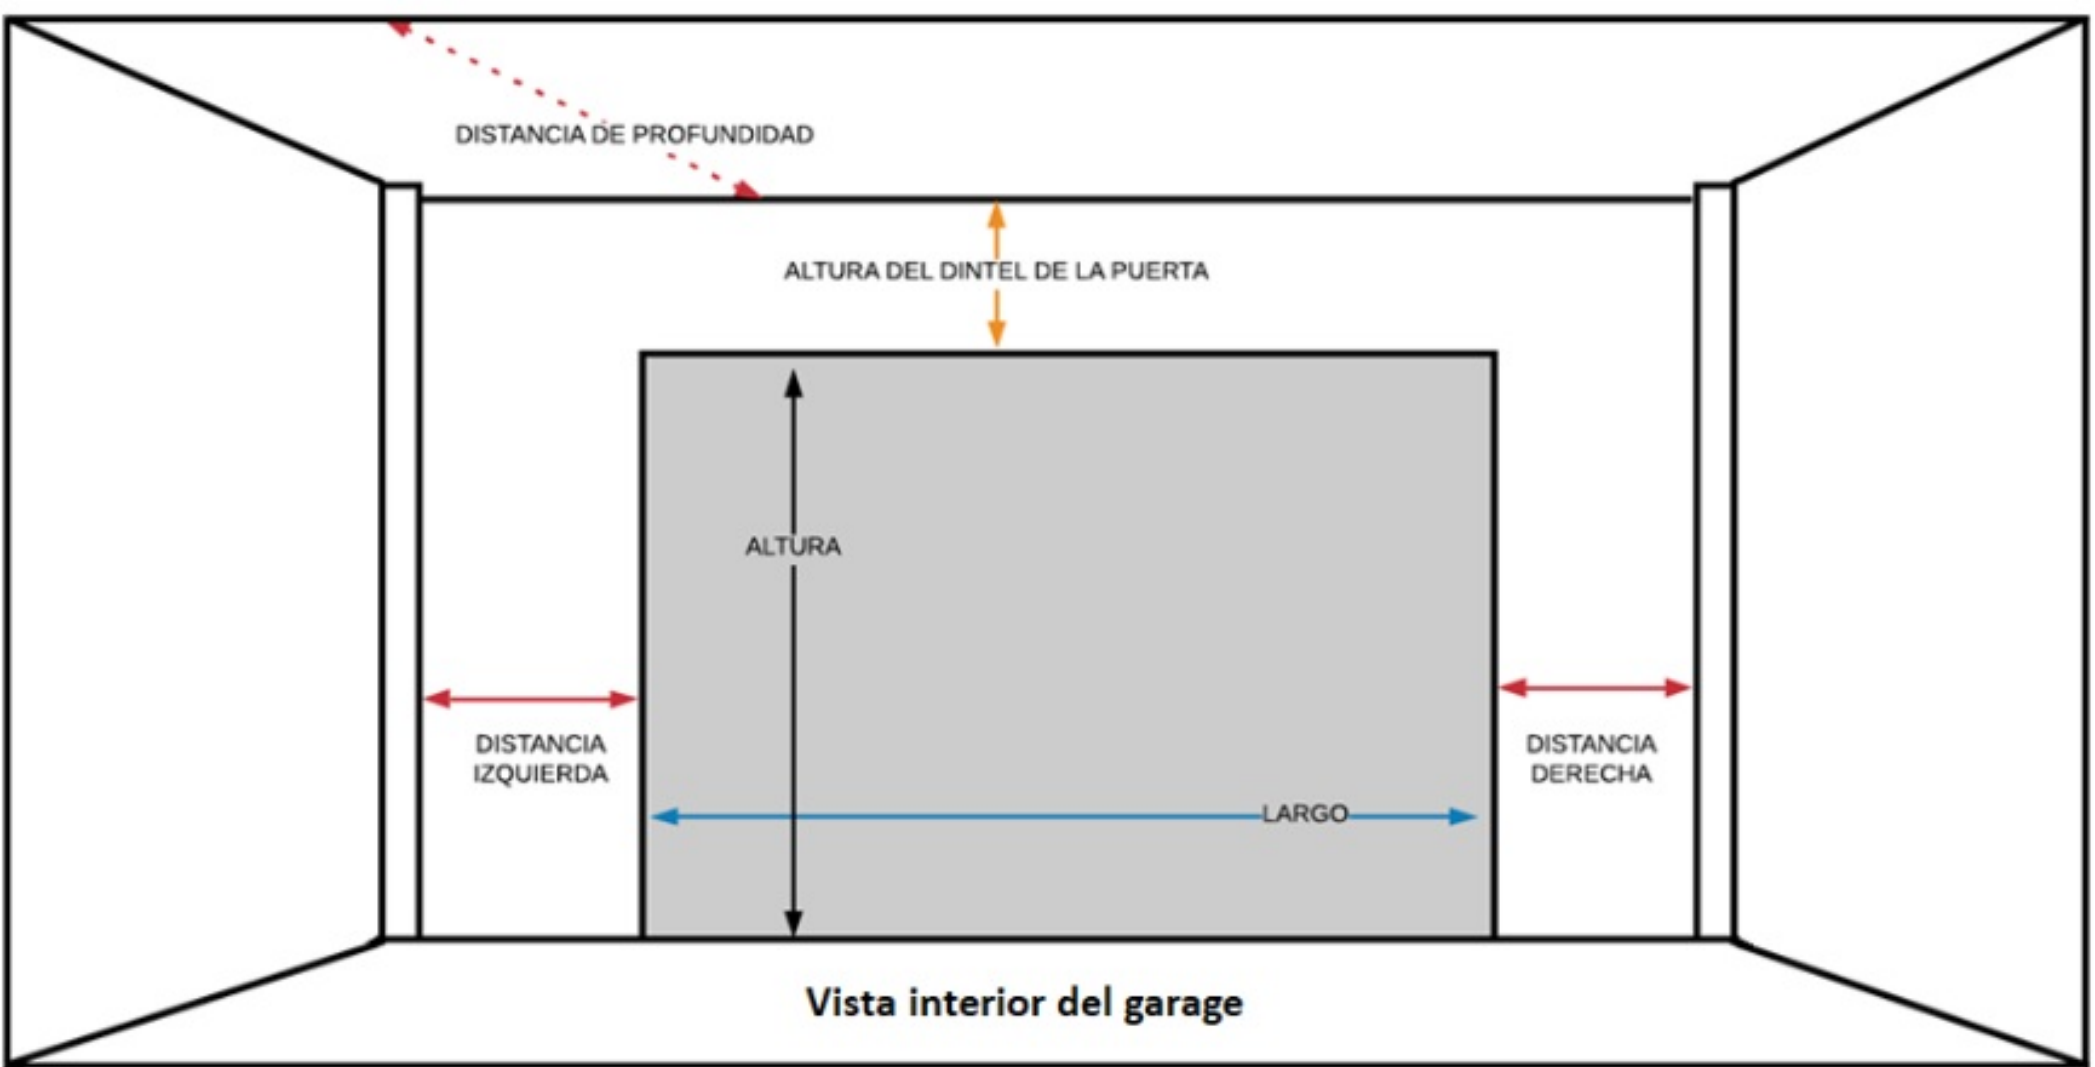 DISTANCIA DE PROFUNDIDAD
ALTURA DEL DINTEL DE LA PUERTA
ALTURA
DISTANCIA
IZQUIERDA
DISTANCIA
DERECHA
LARGO
Vista interior del garage